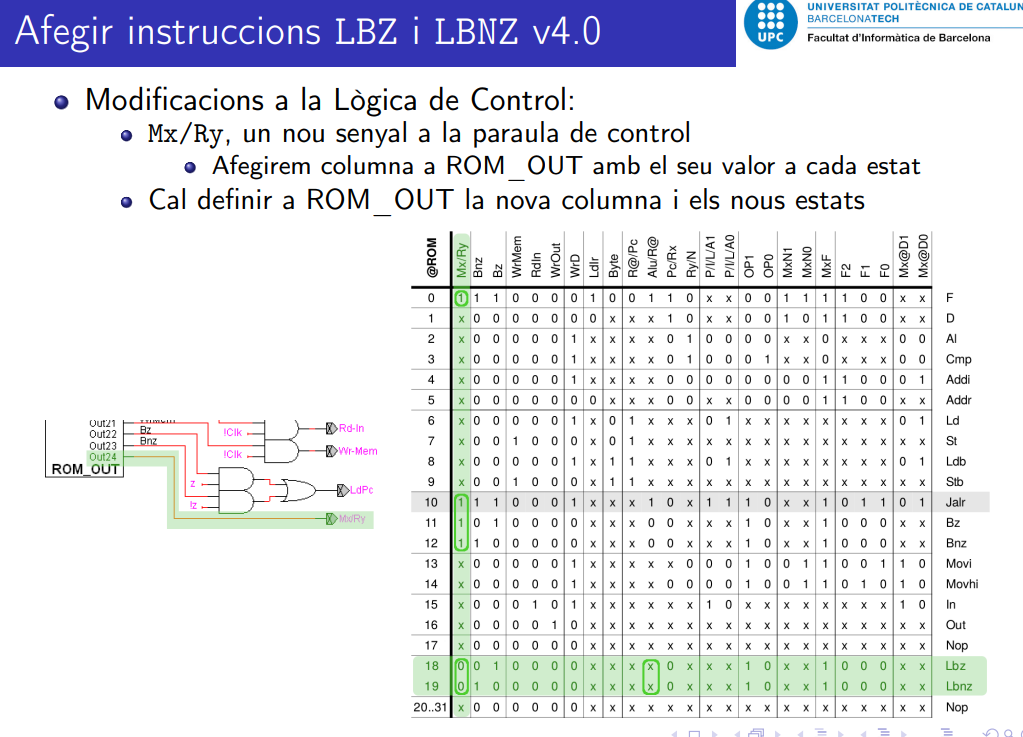 Afegir instruccions LBZ i LBNZ v4.0
UNIVERSITAT POLITÈCNICA DE CATALUN
BARCELONATECH
Facultat d'Informàtica de Barcelona
UPC
Modificacions a la Lògica de Control:
Mx/Ry, un nou senyal a la paraula de control
Afegirem columna a ROM_OUT amb el seu valor a cada estat
Cal definir a ROM_OUT la nova columna i els nous estats
@ROM Mx/Ry Bnz Bz WrMem RdIn WrOut WrD LdIr Byte R@/Pc Alu/R@ Pc/Rx Ry/N P/I/L/A1 P/I/L/A0 OP1 OP0 MxN1 MxN0 MxF F2 F1 F0 Mx@D1 Mx@D0
0 1 1 1 0 0 0 0 1 0 0 1 1 0 x x 0 0 1 1 1 1 0 0 x x F
1 x 0 0 0 0 0 0 0 x x x 1 0 0 0 0 0 1 0 1 1 0 0 x x D
2 x 0 0 0 0 0 1 x x x x 0 1 0 0 0 0 x x 0 x x x 0 0 Al
3 x 0 0 0 0 0 1 x x x x 0 1 0 0 0 1 x x 0 x x x 0 0 Cmp
4 x 0 0 0 0 0 1 x x x x 0 0 0 0 0 0 0 0 1 1 0 0 0 1 Addi
5 x 0 0 0 0 0 0 x x x x 0 0 x x 0 0 0 0 1 1 0 0 x x Addr
6 x 0 0 0 0 0 1 x 0 1 x x x 0 1 x x x x x x x x 0 1 Ld
7 x 0 0 1 0 0 0 x 0 1 x x x x x x x x x x x x x x x St
8 x 0 0 0 0 0 1 x 1 1 x x x 0 1 x x x x x x x x 0 1 Ldb
9 x 0 0 1 0 0 0 x 1 1 x x x x x x x x x x x x x x x Stb
10 1 1 1 0 0 0 1 x x x 1 0 x 1 1 1 0 x x 1 0 1 1 0 1 Jalr
11 1 0 1 0 0 0 0 x x x 0 0 x x x 1 0 x x 1 0 0 0 x x Bz
12 1 1 0 0 0 0 0 x x x 0 0 x x x 1 0 x x 1 0 0 0 x x Bnz
13 x 0 0 0 0 0 1 x x x x x 0 0 0 1 0 0 1 1 0 0 1 1 0 Movi
14 x 0 0 0 0 0 1 x x x x 0 0 0 0 1 0 0 1 1 0 1 0 1 0 Movhi
15 x 0 0 0 1 0 1 x x x x x x 1 0 x x x x x x x x 1 0 In
16 x 0 0 0 0 1 0 x x x x x x x x x x x x x x x x x x Out
17 x 0 0 0 0 0 0 x x x x x x x x x x x x x x x x x x Nop
18 0 0 1 0 0 0 0 x x x x 0 x x x 1 0 x x 1 0 0 0 x x Lbz
19 0 1 0 0 0 0 0 x x x x 0 x x x 1 0 x x 1 0 0 0 x x Lbnz
20..31 x 0 0 0 0 0 0 x x x x x x x x x x x x x x x x x x Nop
Out21 WrMem
Out22 Bz
Out23 Bnz
Out24
ROM_OUT
!Clk
Rd-In
!Clk
Wr-Mem
z
!z
LdPc
Mx/Ry